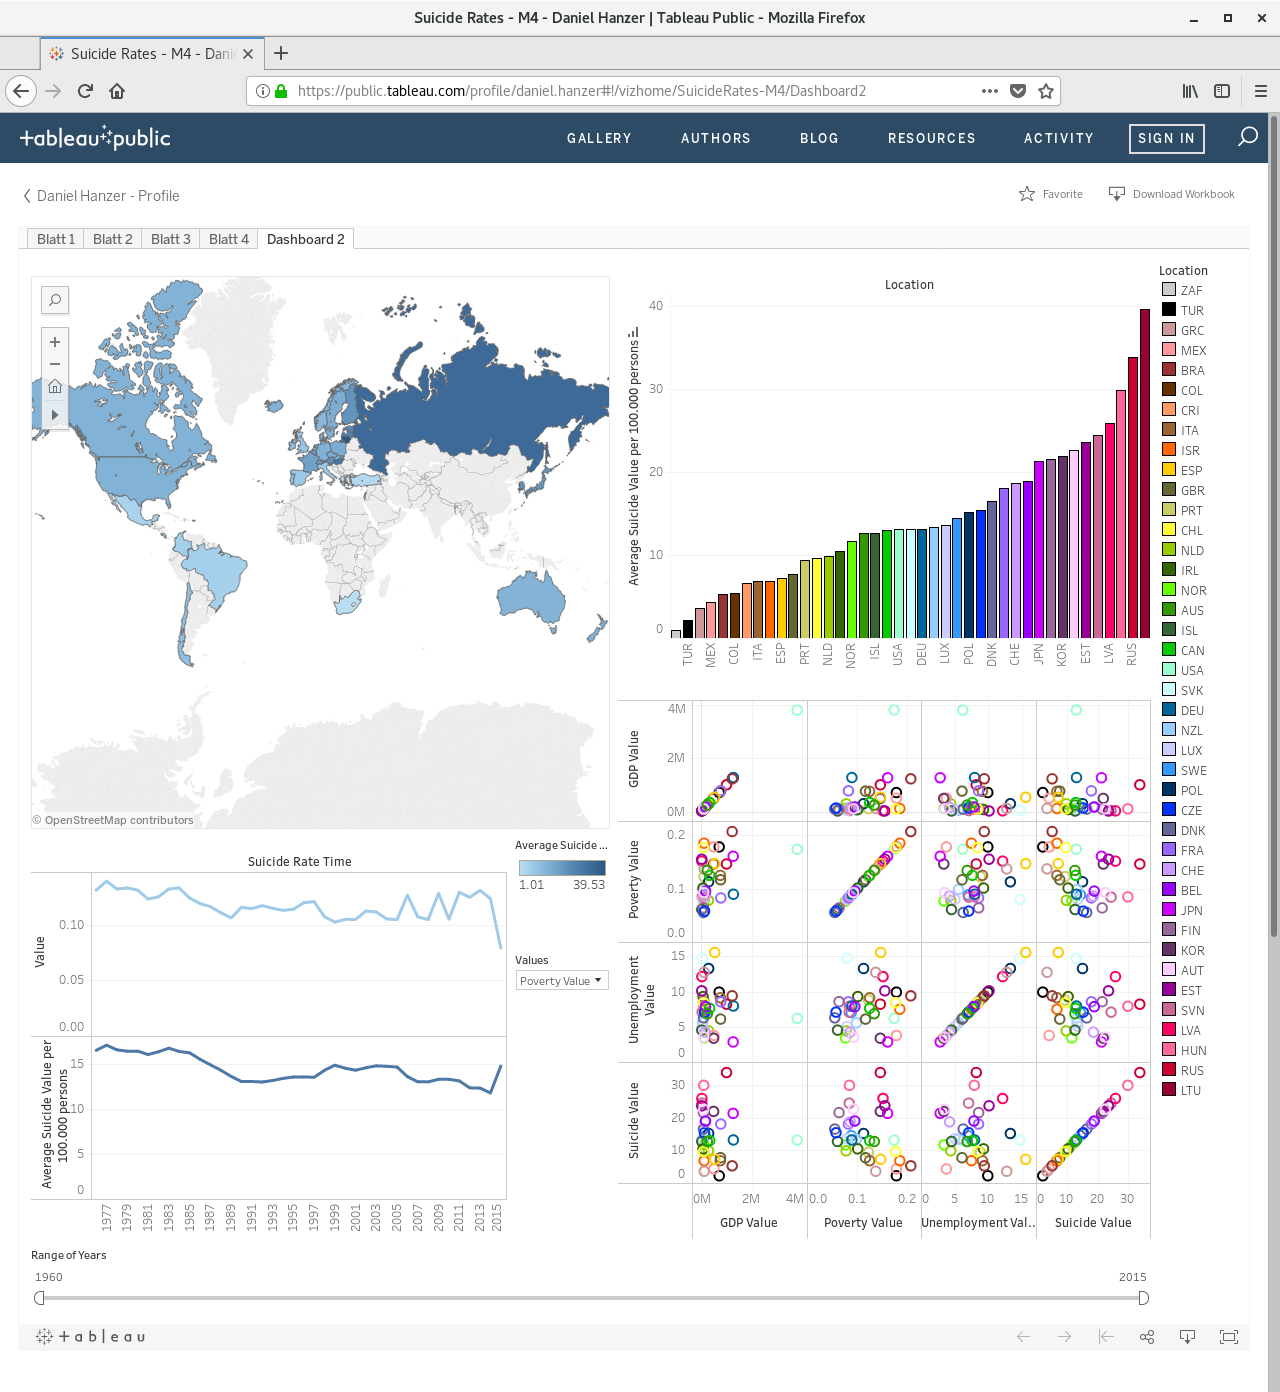 Suicide Rates - M4 - Daniel Hanzer | Tableau Public - Mozilla Firefox
Suicide Rates - M4 - Dani
https://public.tableau.com/profile/daniel.hanzer#!/vizhome/SuicideRates-M4/Dashboard2
tableau public
GALLERY AUTHORS BLOG RESOURCES ACTIVITY SIGN IN
Daniel Hanzer - Profile
Favorite Download Workbook
Blatt 1 Blatt 2 Blatt 3 Blatt 4 Dashboard 2
© OpenStreetMap contributors
Location
Average Suicide Value per 100.000 persons
40
30
20
10
0
TUR MEX COL ITA ESP PRT NLD NOR ISL USA DEU LUX POL DNK CHE JPN KOR EST LVA RUS
Location
ZAF
TUR
GRC
MEX
BRA
COL
CRI
ITA
ISR
ESP
GBR
PRT
CHL
NLD
IRL
NOR
AUS
ISL
CAN
USA
SVK
DEU
NZL
LUX
SWE
POL
CZE
DNK
FRA
CHE
BEL
JPN
FIN
KOR
AUT
EST
SVN
LVA
HUN
RUS
LTU
Suicide Rate Time
Value
0.10
0.05
0.00
Average Suicide Value per
100.000 persons
15
10
5
0
1977 1979 1981 1983 1985 1987 1989 1991 1993 1995 1997 1999 2001 2003 2005 2007 2009 2011 2013 2015
Average Suicide ...
1.01 39.53
Values
Poverty Value
GDP Value
4M
2M
0M
Poverty Value
0.2
0.1
0.0
Unemployment
Value
15
10
5
0
Suicide Value
30
20
10
0
0M 2M 4M 0.0 0.1 0.2 0 5 10 15 0 10 20 30
GDP Value Poverty Value Unemployment Val.. Suicide Value
Range of Years
1960 2015
tableau